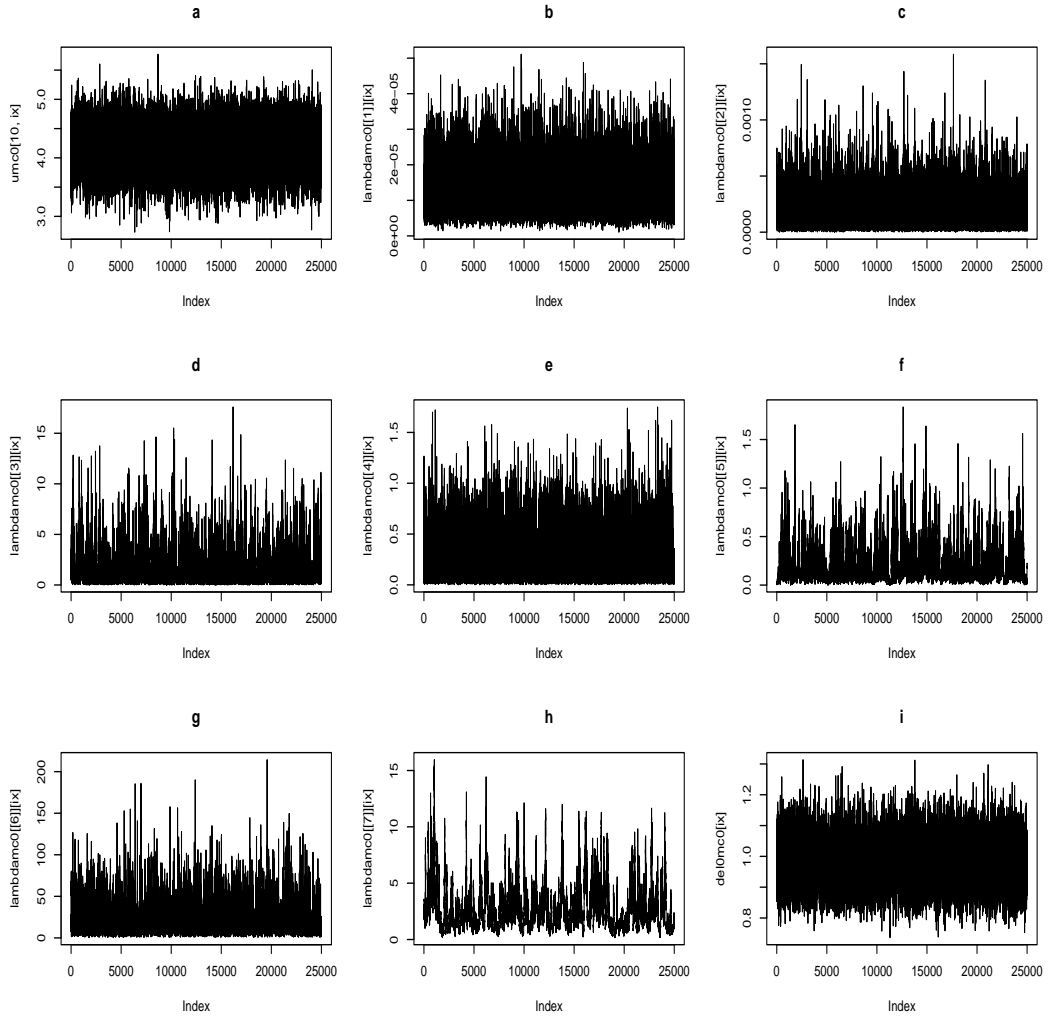 a
b
c
umc0[10, ix]
3.0 4.0 5.0
0 5000 10000 15000 20000 25000
Index
lambdamc0[[1]][ix]
0e+00 2e-05 4e-05
0 5000 10000 15000 20000 25000
Index
lambdamc0[[2]][ix]
0.0000 0.0010
0 5000 10000 15000 20000 25000
Index
d
e
f
lambdamc0[[3]][ix]
0 5 10 15
0 5000 10000 15000 20000 25000
Index
lambdamc0[[4]][ix]
0.0 0.5 1.0 1.5
0 5000 10000 15000 20000 25000
Index
lambdamc0[[5]][ix]
0.0 0.5 1.0 1.5
0 5000 10000 15000 20000 25000
Index
g
h
i
lambdamc0[[6]][ix]
0 50 100 150 200
0 5000 10000 15000 20000 25000
Index
lambdamc0[[7]][ix]
0 5 10 15
0 5000 10000 15000 20000 25000
Index
del0mc0[ix]
0.8 1.0 1.2
0 5000 10000 15000 20000 25000
Index